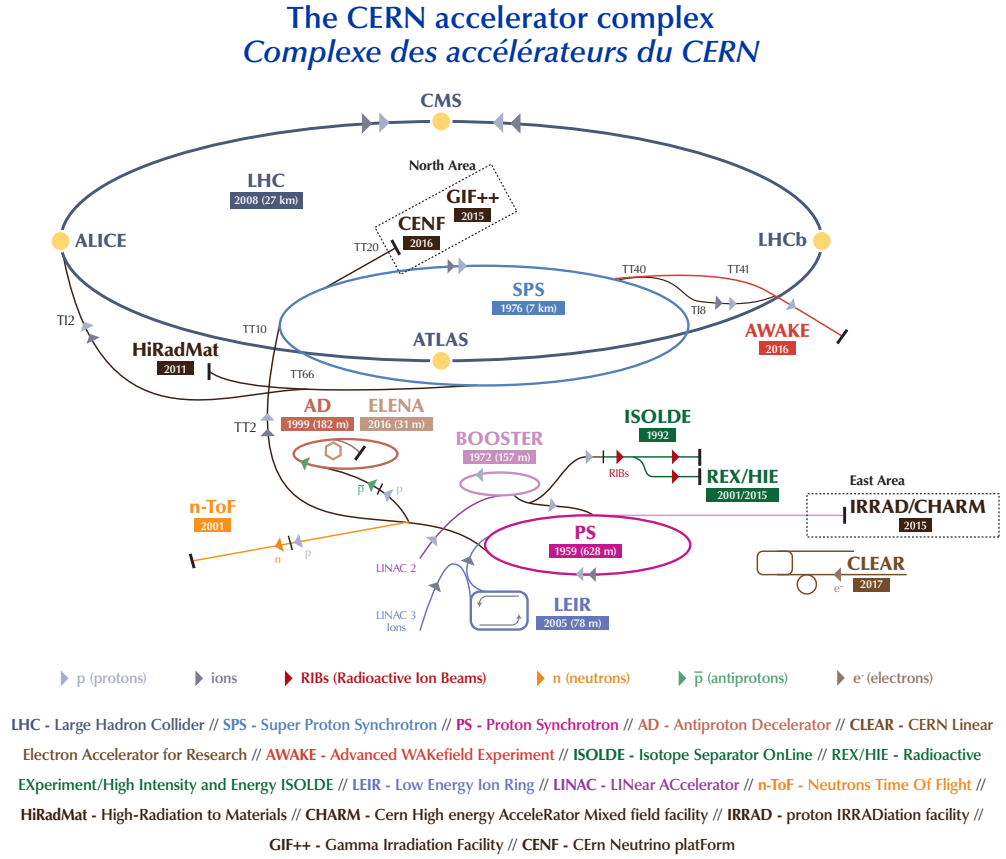 The CERN accelerator complex
Complexe des accélérateurs du CERN
CMS
North Area
LHC
2008 (27 km)
GIF++
2015
CENF
2016
TT20
ALICE
LHCb
TT40
TT41
SPS
1976 (7 km)
TI2
TI8
TT10
AWAKE
2016
ATLAS
HiRadMat
2011
TT66
AD
1999 (182 m)
ELENA
2016 (31 m)
TT2
ISOLDE
1992
BOOSTER
1972 (157 m)
RIBs
REX/HIE
2001/2015
p̅
p
East Area
n-ToF
2001
IRRAD/CHARM
2015
PS
1959 (628 m)
n
p
LINAC 2
CLEAR
2017
e-
LINAC 3
Ions
LEIR
2005 (78 m)
p (protons)
ions
RIBs (Radioactive Ion Beams)
n (neutrons)
p̅ (antiprotons)
e- (electrons)
LHC - Large Hadron Collider // SPS - Super Proton Synchrotron // PS - Proton Synchrotron // AD - Antiproton Decelerator // CLEAR - CERN Linear
Electron Accelerator for Research // AWAKE - Advanced WAKefield Experiment // ISOLDE - Isotope Separator OnLine // REX/HIE - Radioactive
EXperiment/High Intensity and Energy ISOLDE // LEIR - Low Energy Ion Ring // LINAC - LINear ACcelerator // n-ToF - Neutrons Time Of Flight //
HiRadMat - High-Radiation to Materials // CHARM - Cern High energy AcceleRator Mixed field facility // IRRAD - proton IRRADiation facility //
GIF++ - Gamma Irradiation Facility // CENF - CErn Neutrino platForm